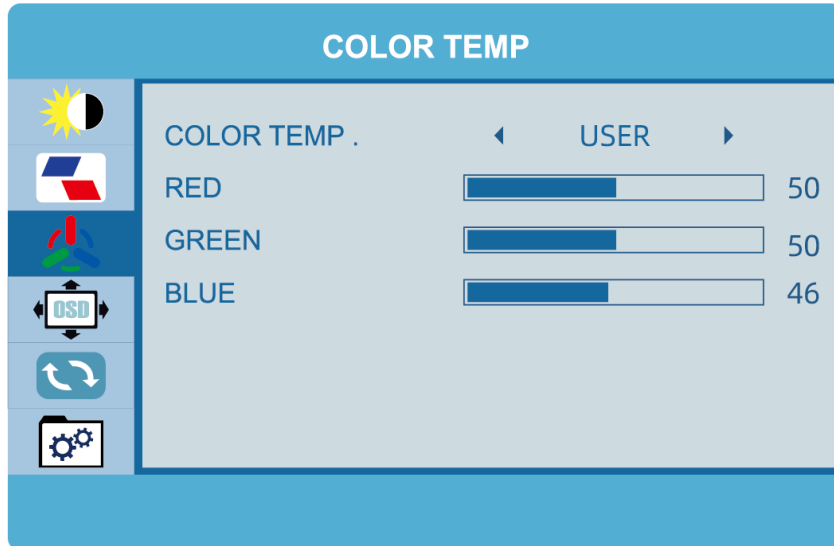 COLOR TEMP
COLOR TEMP . USER
RED 50
GREEN 50
BLUE 46
OSD